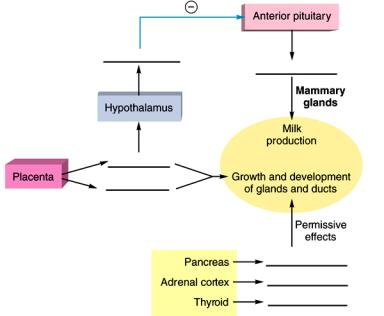 ⊖
Anterior pituitary
Hypothalamus
Mammary
glands
Milk
production
Placenta
Growth and development
of glands and ducts
Permissive
effects
Pancreas
Adrenal cortex
Thyroid